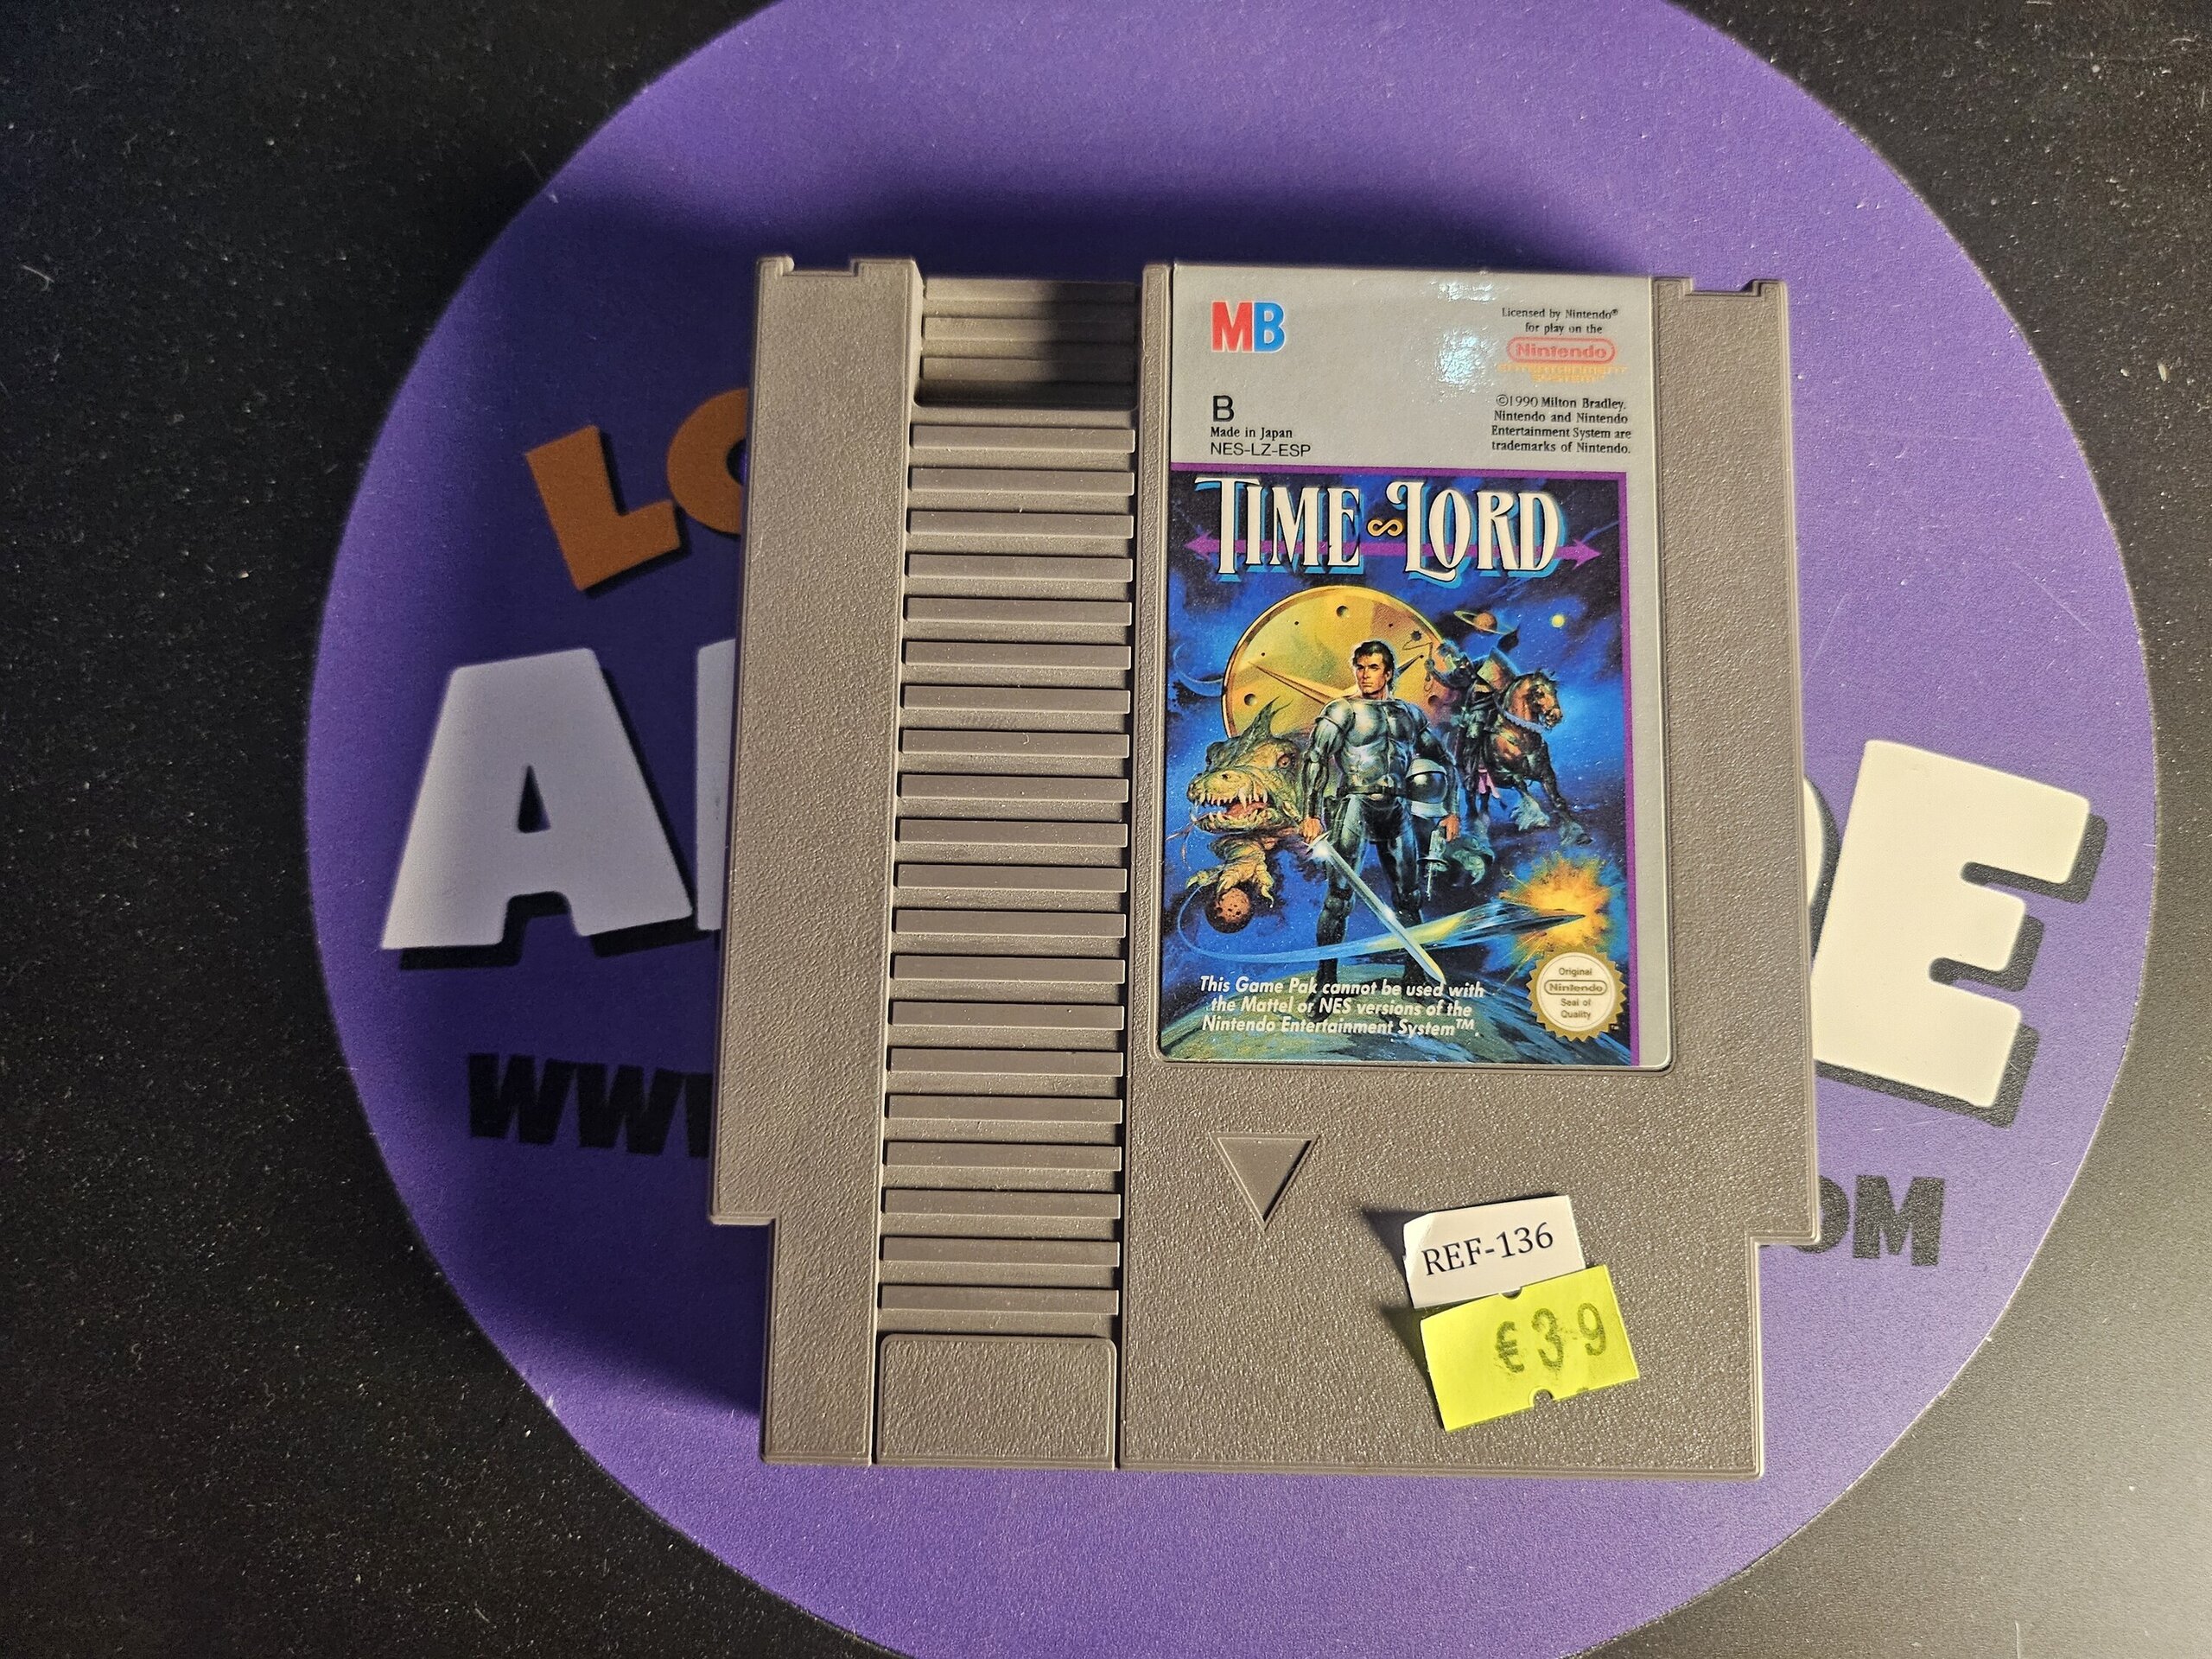 MB
Licensed by Nintendo®
for play on the
Nintendo
ENTERTAINMENT
SYSTEM™
B
Made in Japan
NES-LZ-ESP
©1990 Milton Bradley.
Nintendo and Nintendo
Entertainment System are
trademarks of Nintendo.
TIME ∞ LORD
This Game Pak cannot be used with
the Mattel or NES versions of the
Nintendo Entertainment System™.
Original
Nintendo
Seal of
Quality
REF-136
€39